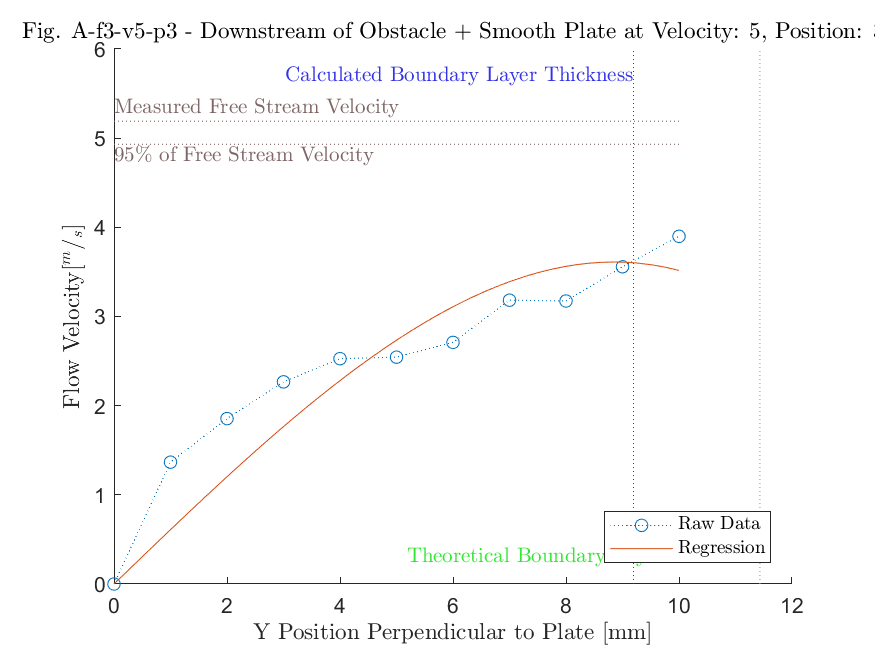 Fig. A-f3-v5-p3 - Downstream of Obstacle + Smooth Plate at Velocity: 5, Position:
Calculated Boundary Layer Thickness
Measured Free Stream Velocity
95% of Free Stream Velocity
Flow Velocity[m/s]
6
5
4
3
2
1
0
Theoretical Boundary
Raw Data
Regression
0 2 4 6 8 10 12
Y Position Perpendicular to Plate [mm]